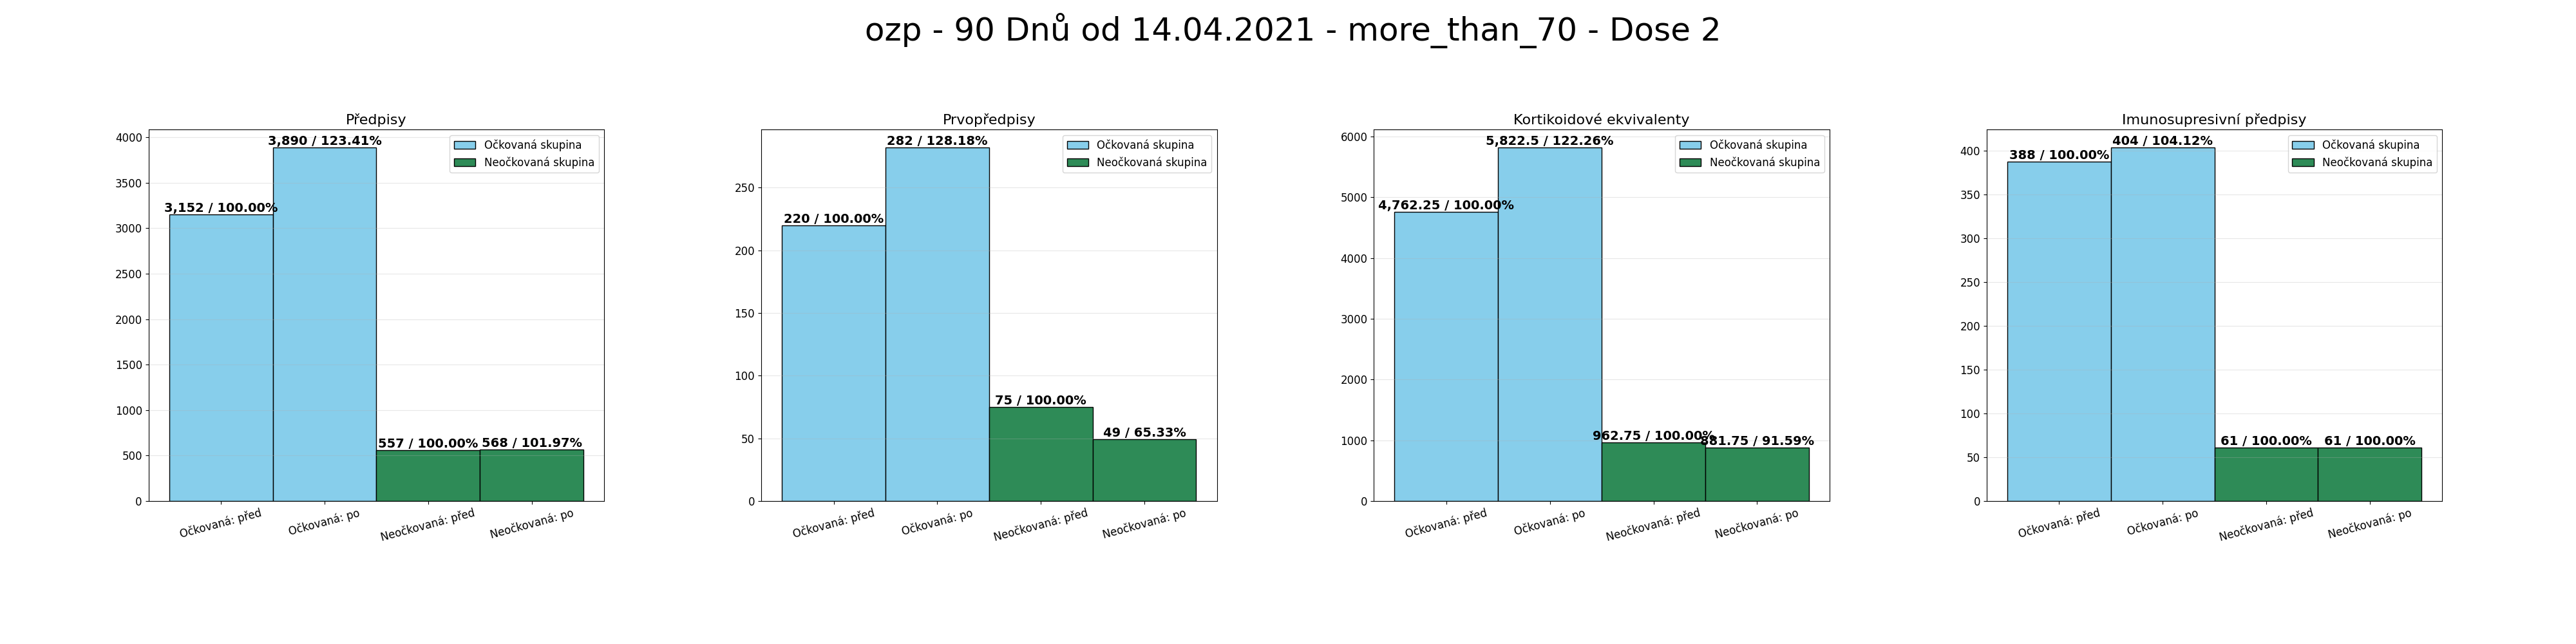 ozp - 90 Dnů od 14.04.2021 - more_than_70 - Dose 2
Předpisy
4000
3500
3000
2500
2000
1500
1000
500
0
3,152 / 100.00%
3,890 / 123.41%
557 / 100.00%
568 / 101.97%
Očkovaná skupina
Neočkovaná skupina
Očkovaná: před
Očkovaná: po
Neočkovaná: před
Neočkovaná: po
Prvopředpisy
250
200
150
100
50
0
220 / 100.00%
282 / 128.18%
75 / 100.00%
49 / 65.33%
Očkovaná skupina
Neočkovaná skupina
Očkovaná: před
Očkovaná: po
Neočkovaná: před
Neočkovaná: po
Kortikoidové ekvivalenty
6000
5000
4000
3000
2000
1000
0
4,762.25 / 100.00%
5,822.5 / 122.26%
962.75 / 100.00%
881.75 / 91.59%
Očkovaná skupina
Neočkovaná skupina
Očkovaná: před
Očkovaná: po
Neočkovaná: před
Neočkovaná: po
Imunosupresivní předpisy
400
350
300
250
200
150
100
50
0
388 / 100.00%
404 / 104.12%
61 / 100.00%
61 / 100.00%
Očkovaná skupina
Neočkovaná skupina
Očkovaná: před
Očkovaná: po
Neočkovaná: před
Neočkovaná: po